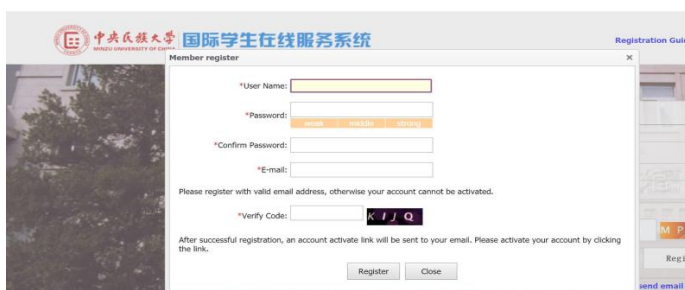 中央民族大学 国际学生在线服务系统
MINZU UNIVERSITY OF CHINA
Registration Gui
Member register ×
*User Name:
*Password:
weak middle strong
*Confirm Password:
*E-mail:
Please register with valid email address, otherwise your account cannot be activated.
*Verify Code: K I J Q
M P
After successful registration, an account activate link will be sent to your email. Please activate your account by clicking
the link.
Regi
Register Close
send email